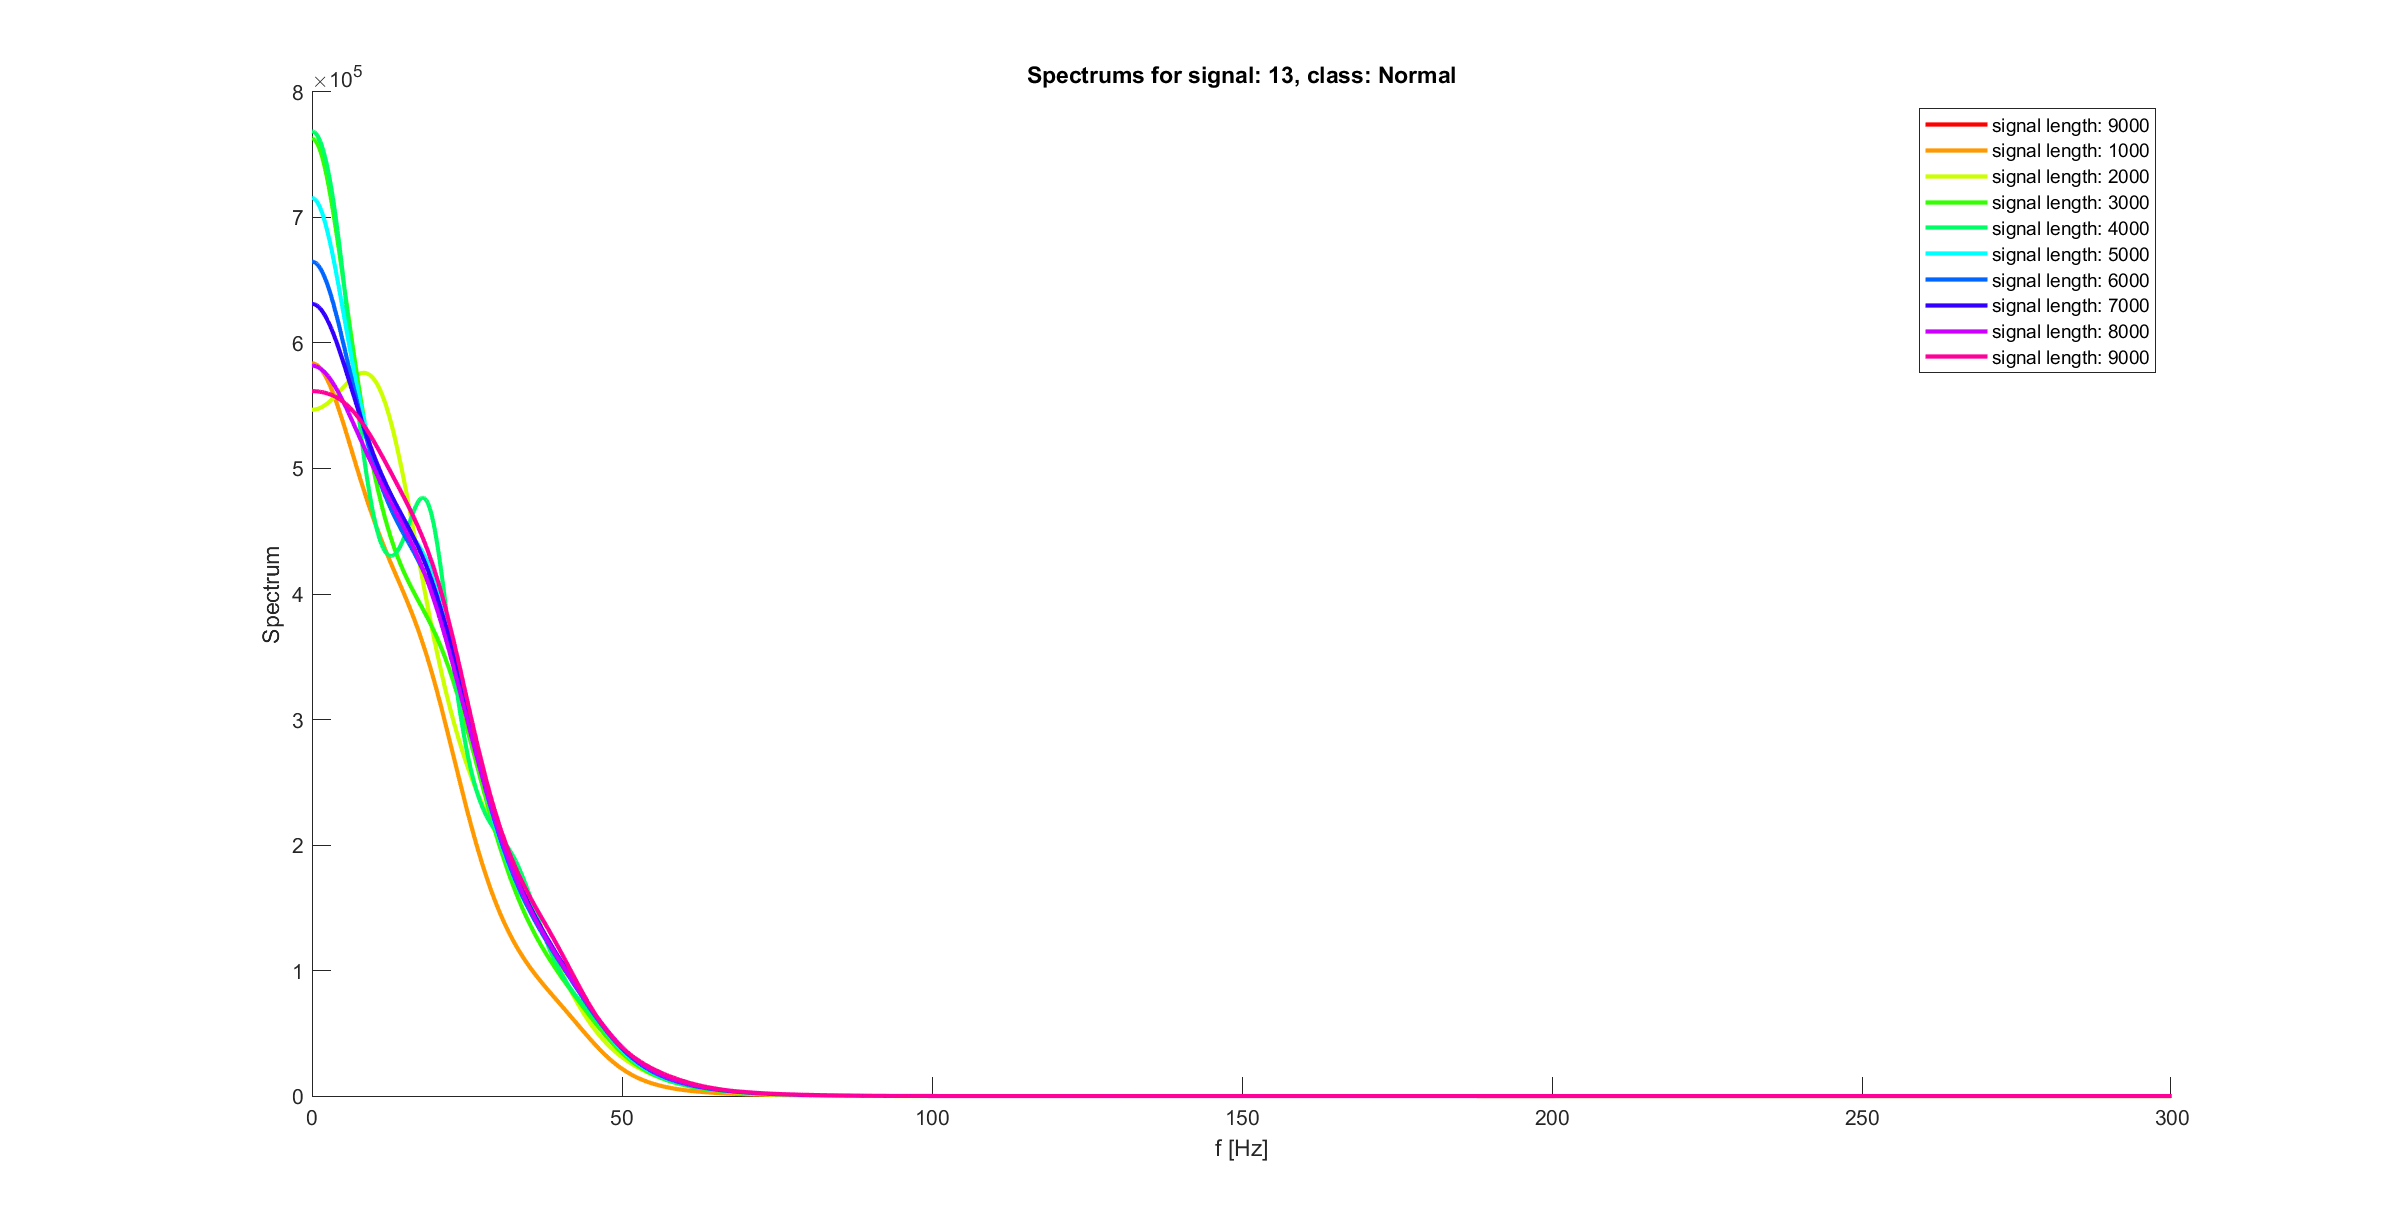 Spectrums for signal: 13, class: Normal
×10^5
8
7
6
5
4
3
2
1
0
Spectrum
0 50 100 150 200 250 300
f [Hz]
signal length: 9000
signal length: 1000
signal length: 2000
signal length: 3000
signal length: 4000
signal length: 5000
signal length: 6000
signal length: 7000
signal length: 8000
signal length: 9000